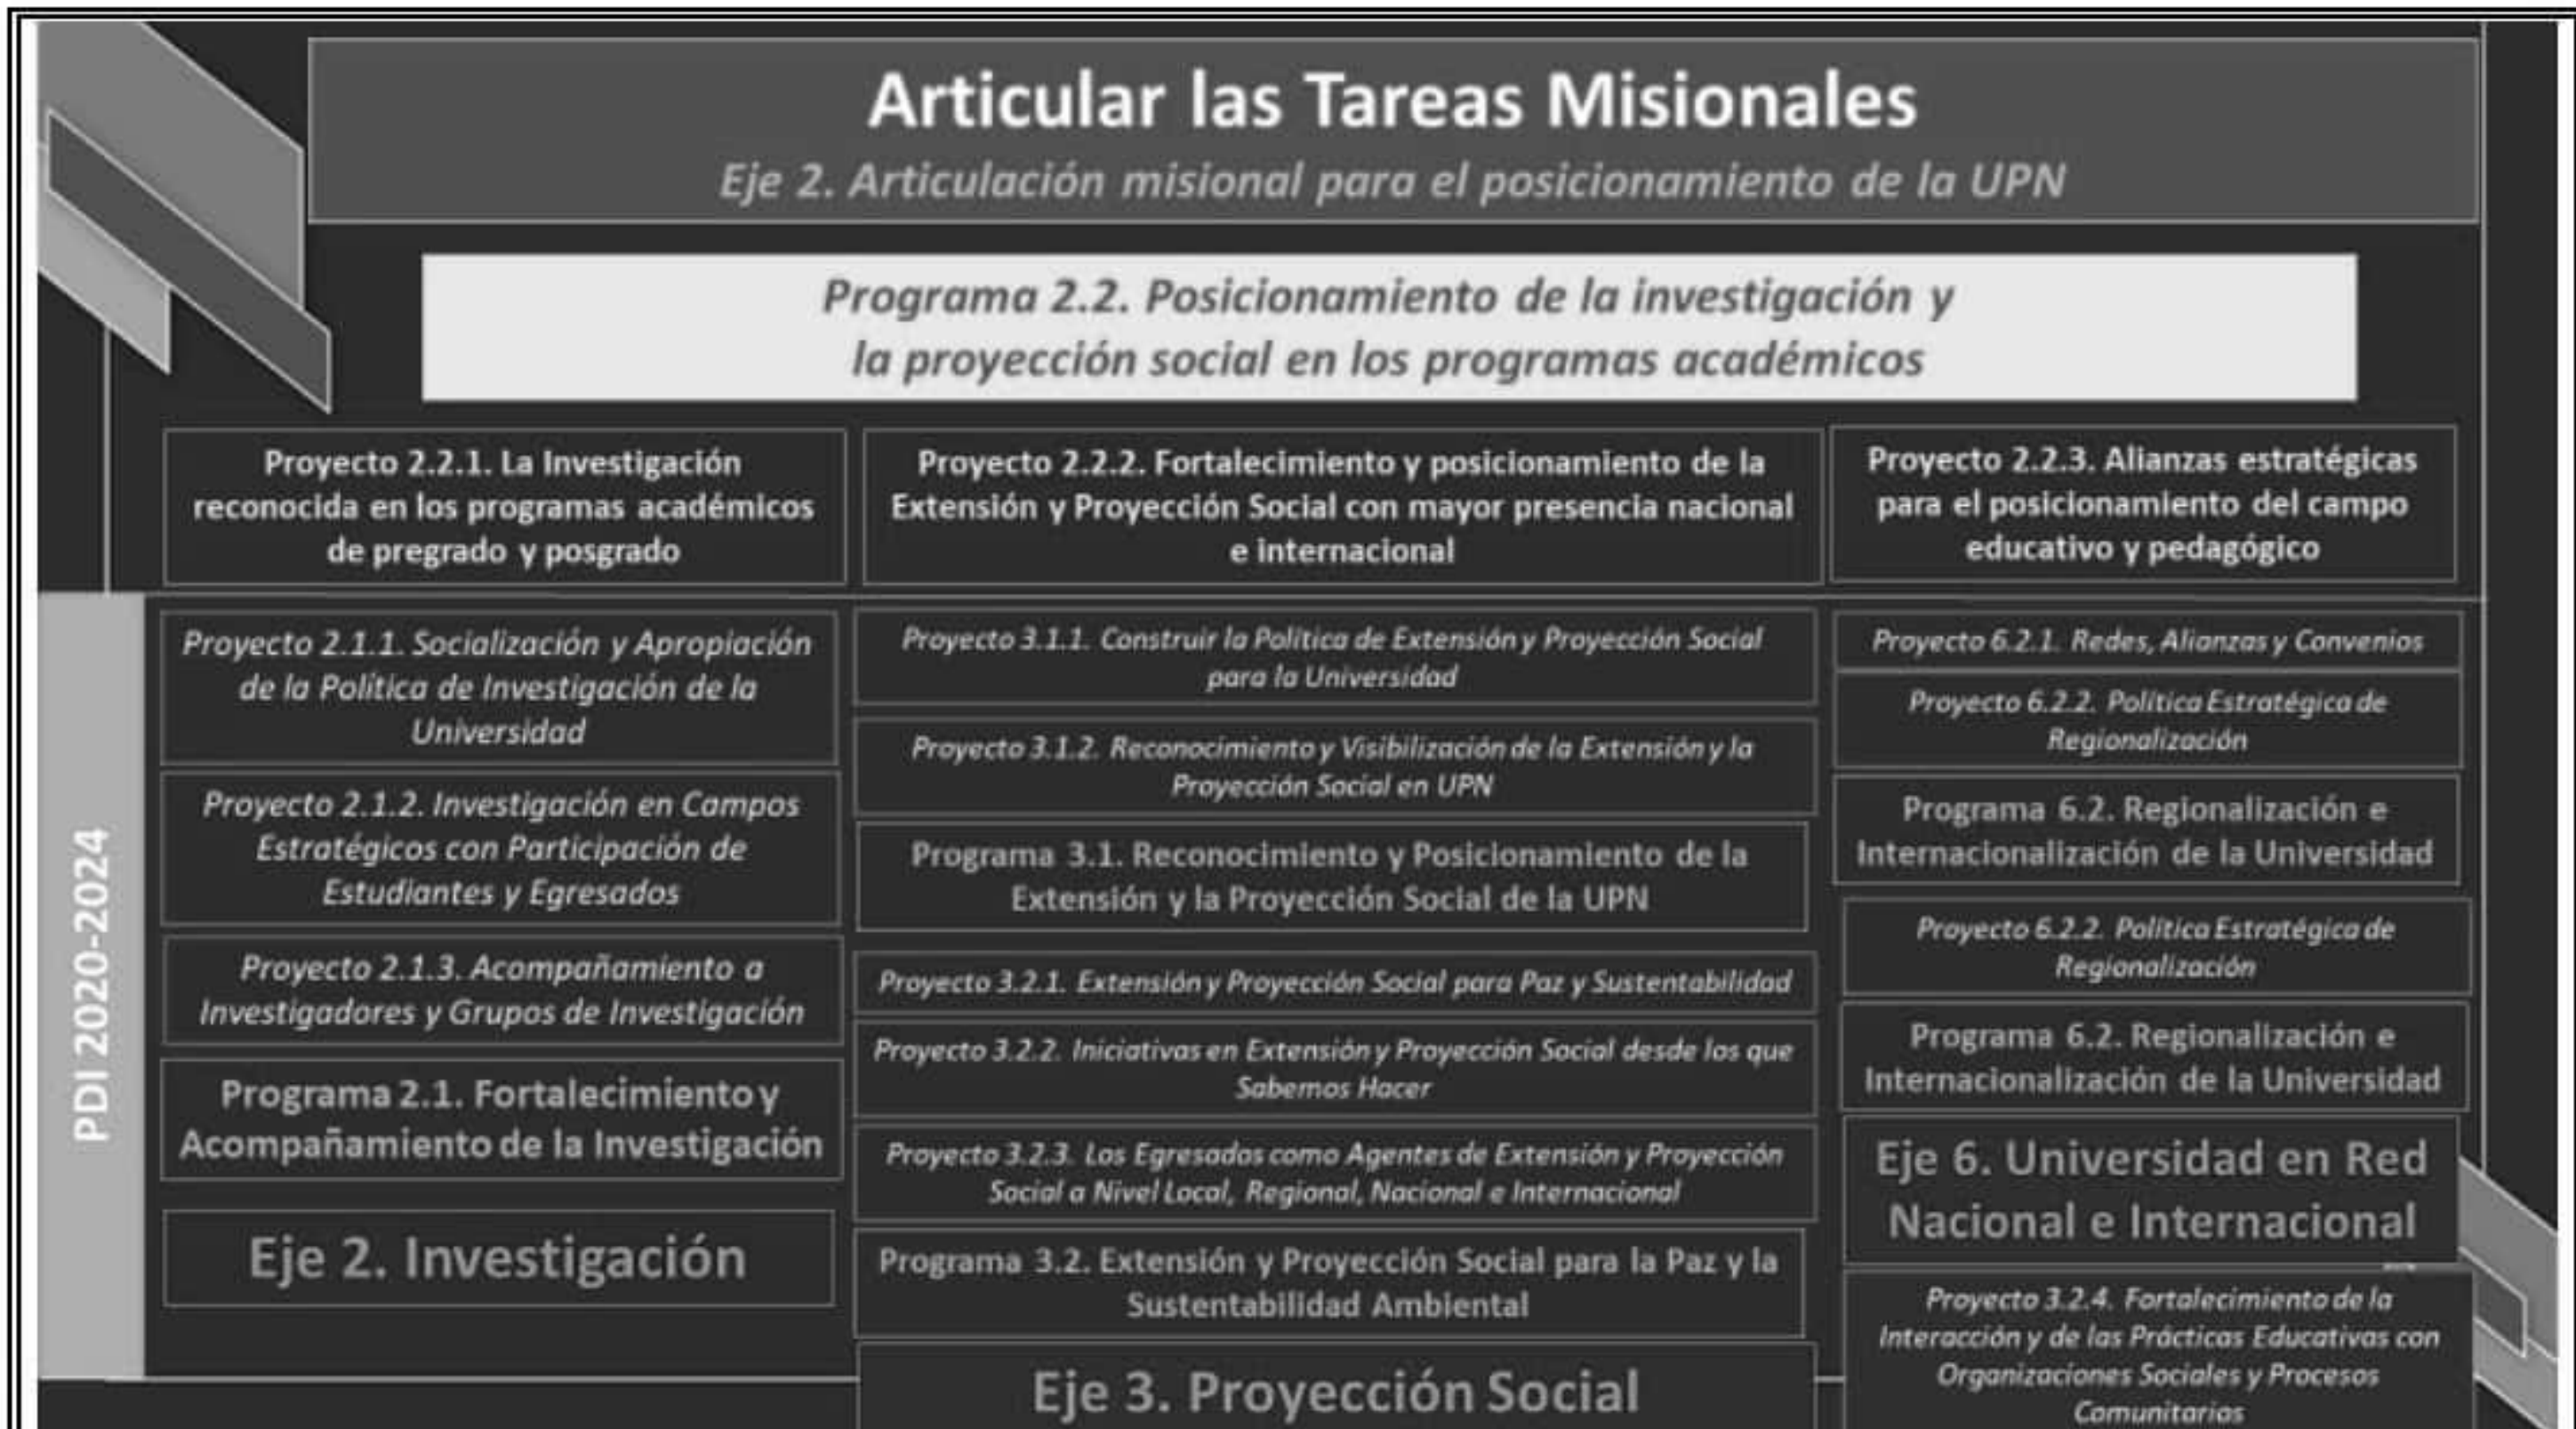 Articular las Tareas Misionales
Eje 2. Articulación misional para el posicionamiento de la UPN
Programa 2.2. Posicionamiento de la investigación y
la proyección social en los programas académicos
Proyecto 2.2.1. La Investigación
reconocida en los programas académicos
de pregrado y posgrado
Proyecto 2.2.2. Fortalecimiento y posicionamiento de la
Extensión y Proyección Social con mayor presencia nacional
e internacional
Proyecto 2.2.3. Alianzas estratégicas
para el posicionamiento del campo
educativo y pedagógico
PDI 2020-2024
Proyecto 2.1.1. Socialización y Apropiación
de la Política de Investigación de la
Universidad
Proyecto 2.1.2. Investigación en Campos
Estratégicos con Participación de
Estudiantes y Egresados
Proyecto 2.1.3. Acompañamiento a
Investigadores y Grupos de Investigación
Programa 2.1. Fortalecimiento y
Acompañamiento de la Investigación
Eje 2. Investigación
Proyecto 3.1.1. Construir la Política de Extensión y Proyección Social
para la Universidad
Proyecto 3.1.2. Reconocimiento y Visibilización de la Extensión y la
Proyección Social en UPN
Programa 3.1. Reconocimiento y Posicionamiento de la
Extensión y la Proyección Social de la UPN
Proyecto 3.2.1. Extensión y Proyección Social para Paz y Sustentabilidad
Proyecto 3.2.2. Iniciativas en Extensión y Proyección Social desde los que
Sabemos Hacer
Proyecto 3.2.3. Los Egresados como Agentes de Extensión y Proyección
Social a Nivel Local, Regional, Nacional e Internacional
Programa 3.2. Extensión y Proyección Social para la Paz y la
Sustentabilidad Ambiental
Eje 3. Proyección Social
Proyecto 6.2.1. Redes, Alianzas y Convenios
Proyecto 6.2.2. Política Estratégica de
Regionalización
Programa 6.2. Regionalización e
Internacionalización de la Universidad
Proyecto 6.2.2. Política Estratégica de
Regionalización
Programa 6.2. Regionalización e
Internacionalización de la Universidad
Eje 6. Universidad en Red
Nacional e Internacional
Proyecto 3.2.4. Fortalecimiento de la
Interacción y de las Prácticas Educativas con
Organizaciones Sociales y Procesos
Comunitarios